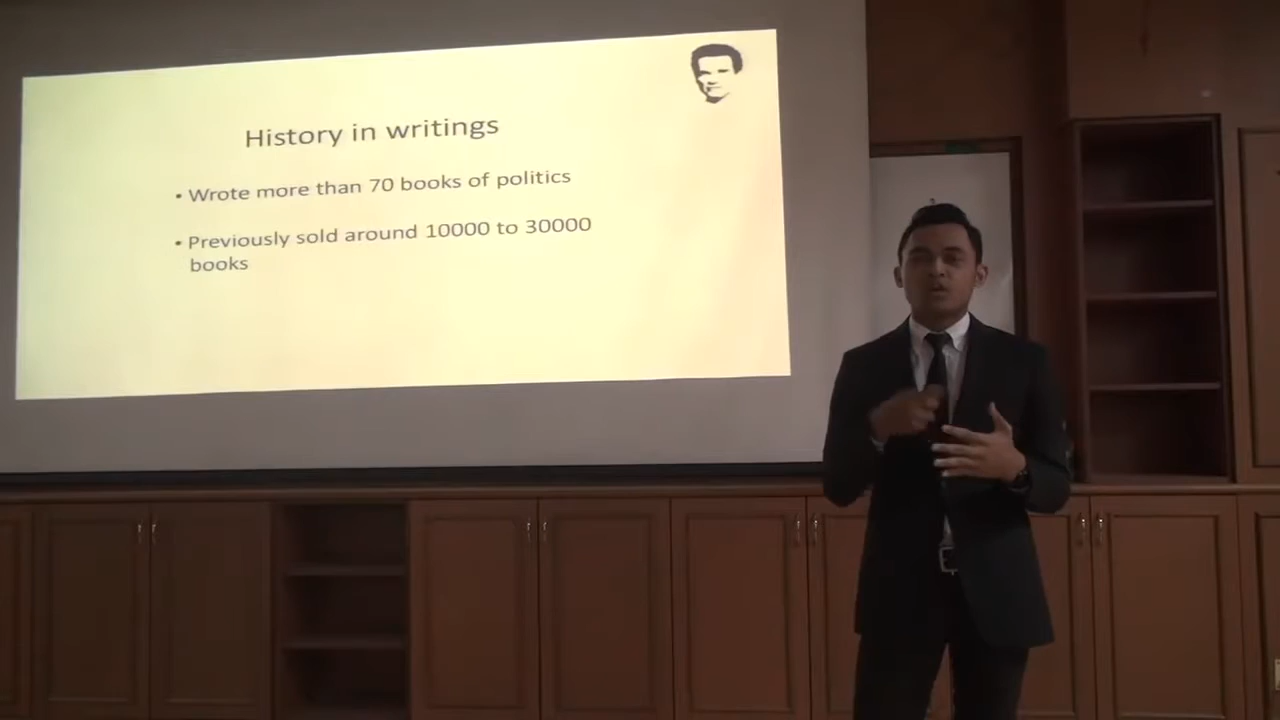 History in writings
• Wrote more than 70 books of politics
• Previously sold around 10000 to 30000
books